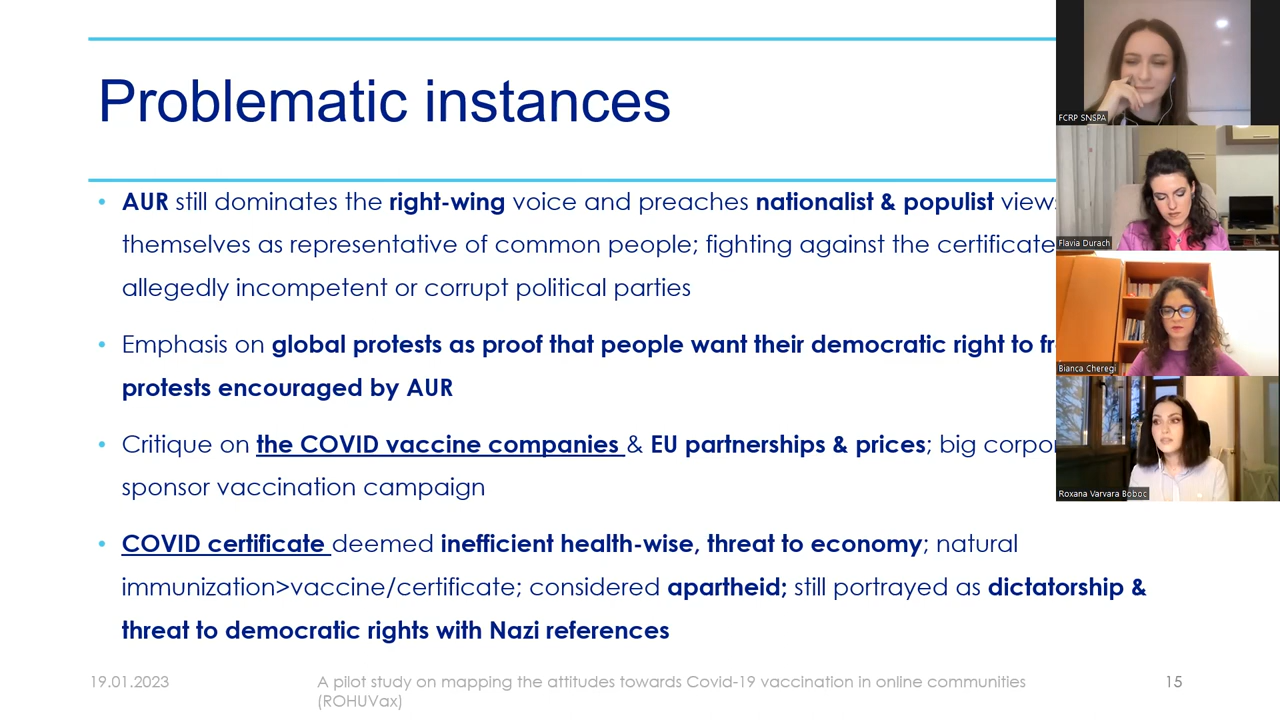 Problematic instances
• AUR still dominates the right-wing voice and preaches nationalist & populist views
themselves as representative of common people; fighting against the certificate
allegedly incompetent or corrupt political parties
• Emphasis on global protests as proof that people want their democratic right to
protests encouraged by AUR
• Critique on the COVID vaccine companies & EU partnerships & prices; big
sponsor vaccination campaign
• COVID certificate deemed inefficient health-wise, threat to economy; natural
immunization>vaccine/certificate; considered apartheid; still portrayed as dictatorship &
threat to democratic rights with Nazi references
19.01.2023
A pilot study on mapping the attitudes towards Covid-19 vaccination in online communities
(ROHUVax)
15
FCRP SNSPA
Flavia Durach
Bianca Cheregi
Roxana Varvara Boboc